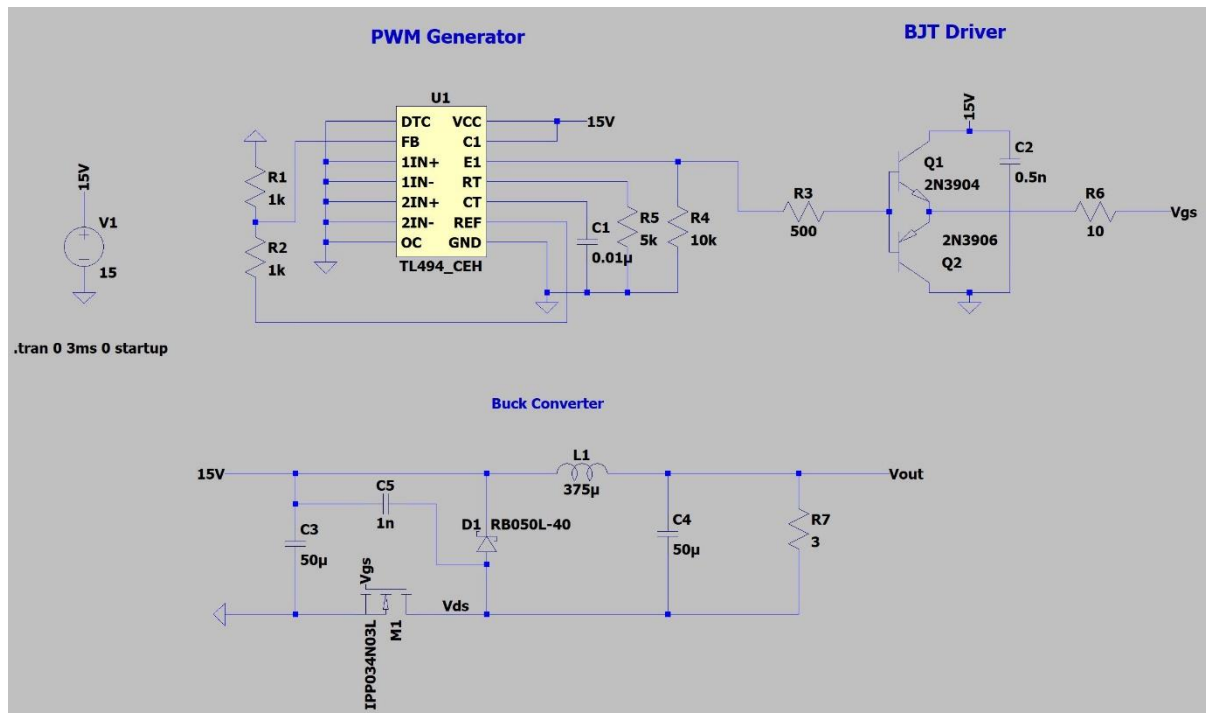 PWM Generator
BJT Driver
U1
DTC VCC 15V
FB C1
1IN+ E1
1IN- RT
2IN+ CT
2IN- REF
OC GND
TL494_CEH
R1
1k
R2
1k
15V
V1
15
C1
0.01µ
R5
5k
R4
10k
R3
500
15V
Q1
2N3904
C2
0.5n
2N3906
Q2
R6
10
Vgs
.tran 0 3ms 0 startup
Buck Converter
15V
L1
375µ
Vout
C5
1n
D1 RB050L-40
C3
50µ
C4
50µ
R7
3
Vgs
Vds
M1
IPP034N03L